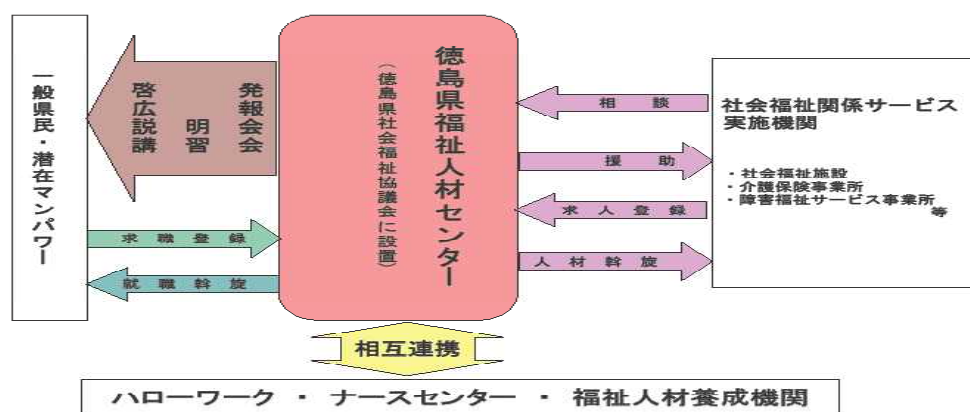 一般県民・潜在マンパワー
啓　　　発
広　　　報
説　明　会
講　習　会
求職登録
就職幹旋
徳島県福祉人材センター
（徳島県社会福祉協議会に設置）
相談
援助
求人登録
人材幹旋
社会福祉関係サービス
実施機関
・社会福祉施設
・介護保険事業所
・障害福祉サービス事業所
等
相互連携
ハローワーク ・ ナースセンター ・ 福祉人材養成機関